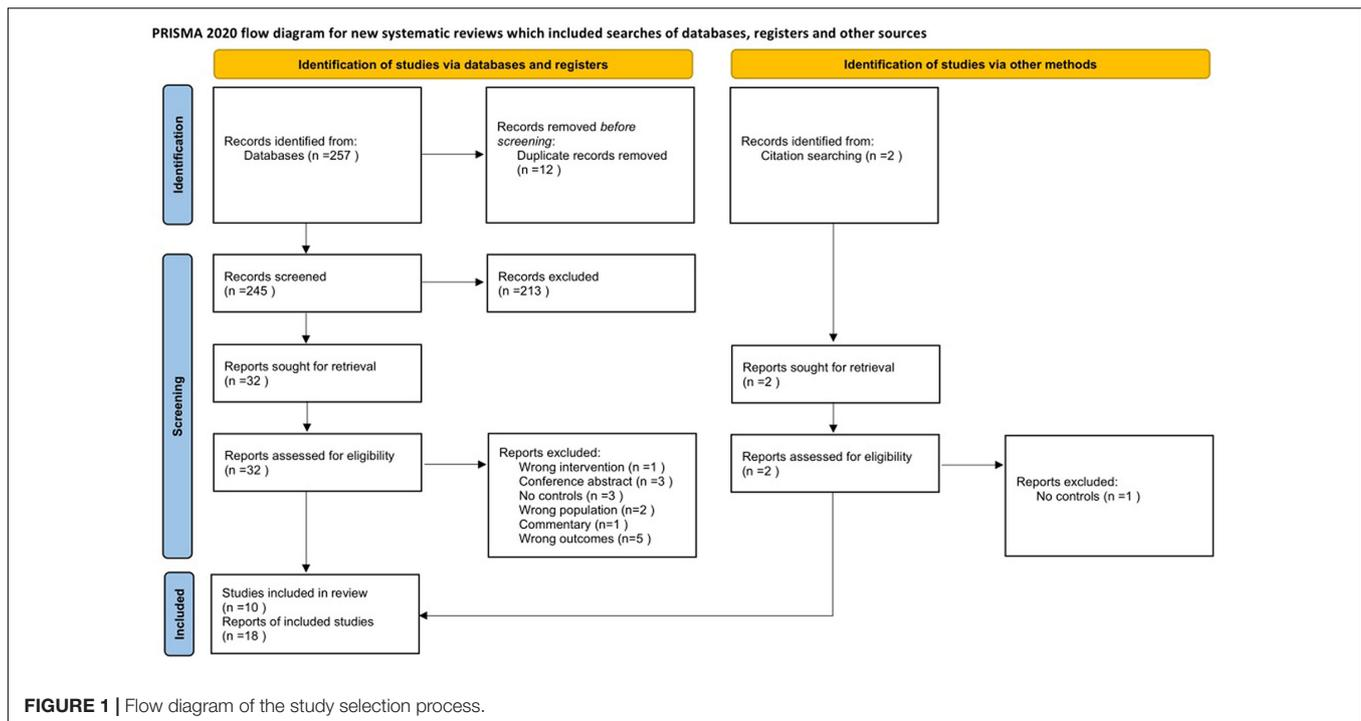 PRISMA 2020 flow diagram for new systematic reviews which included searches of databases, registers and other sources
Identification of studies via databases and registers
Identification of studies via other methods
Identification
Records identified from:
Databases (n =257 )
Records removed before
screening:
Duplicate records removed
(n =12 )
Records identified from:
Citation searching (n =2 )
Screening
Records screened
(n =245 )
Records excluded
(n =213 )
Reports sought for retrieval
(n =32 )
Reports sought for retrieval
(n =2 )
Reports assessed for eligibility
(n =32 )
Reports excluded:
Wrong intervention (n =1 )
Conference abstract (n =3 )
No controls (n =3 )
Wrong population (n=2 )
Commentary (n=1 )
Wrong outcomes (n=5 )
Reports assessed for eligibility
(n =2 )
Reports excluded:
No controls (n =1 )
Included
Studies included in review
(n =10 )
Reports of included studies
(n =18 )
FIGURE 1 | Flow diagram of the study selection process.